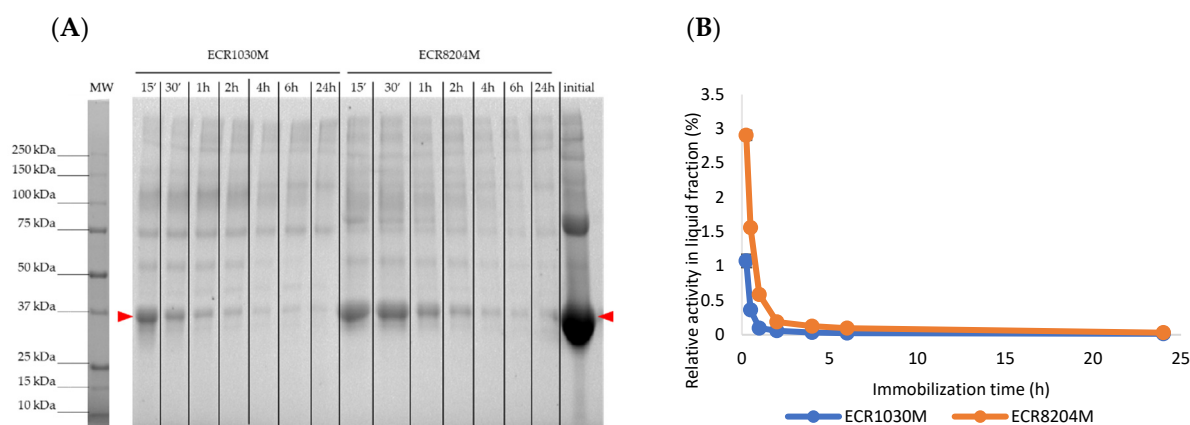 (A)
ECR1030M ECR8204M
MW 15' 30' 1h 2h 4h 6h 24h 15' 30' 1h 2h 4h 6h 24h initial
250 kDa
150 kDa
100 kDa
75 kDa
50 kDa
37 kDa
25 kDa
15 kDa
10 kDa
(B)
Relative activity in liquid fraction (%)
3.5
3
2.5
2
1.5
1
0.5
0
0 5 10 15 20 25
Immobilization time (h)
ECR1030M ECR8204M